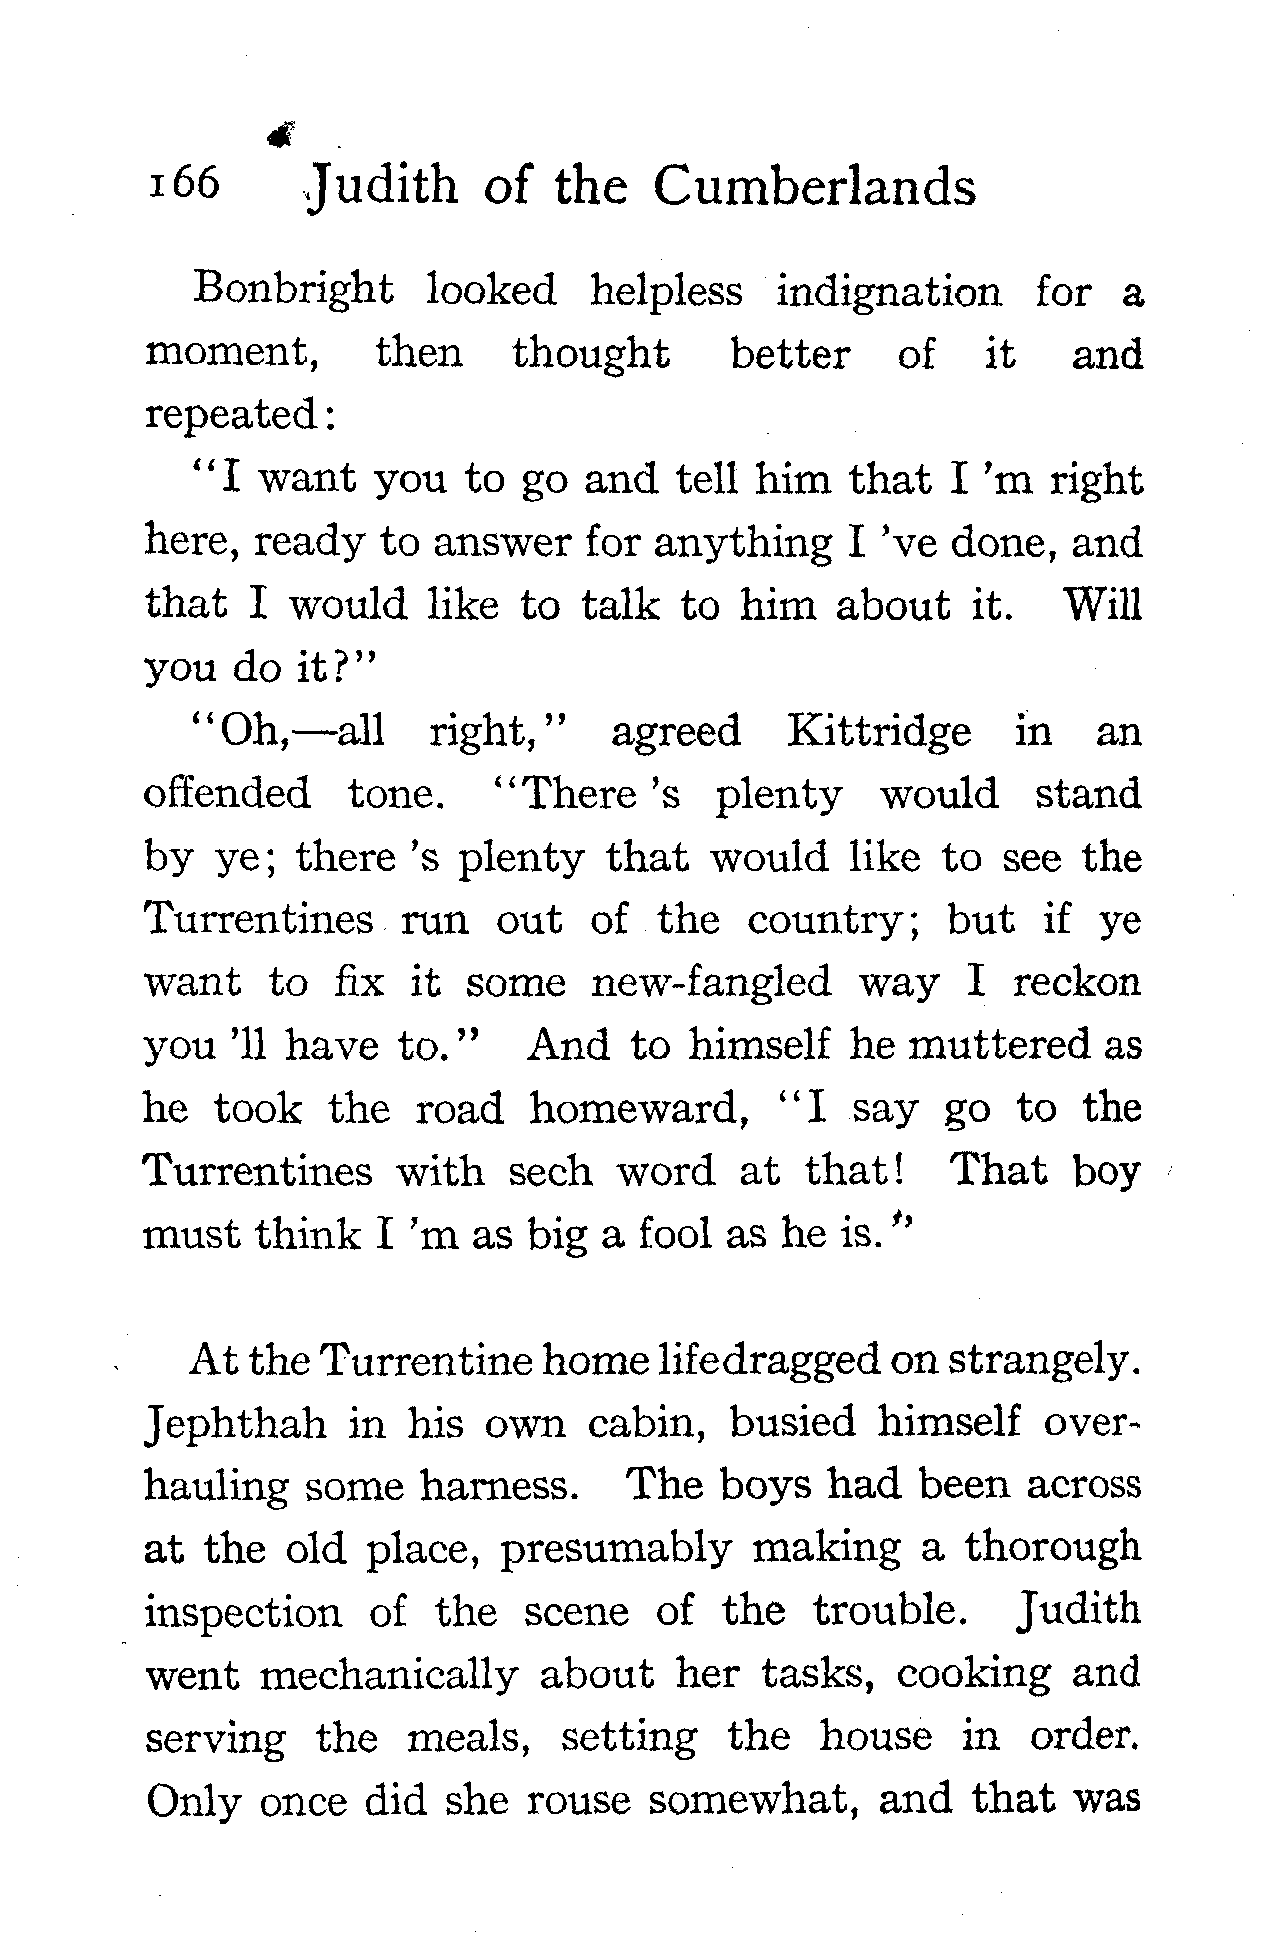 166 Judith of the Cumberlands
Bonbright looked helpless indignation for a
moment, then thought better of it and
repeated:
"I want you to go and tell him that I 'm right
here, ready to answer for anything I 've done, and
that I would like to talk to him about it. Will
you do it?"
"Oh,—all right," agreed Kittridge in an
offended tone. "There 's plenty would stand
by ye; there 's plenty that would like to see the
Turrentines run out of the country; but if ye
want to fix it some new-fangled way I reckon
you 'll have to." And to himself he muttered as
he took the road homeward, "I say go to the
Turrentines with sech word at that! That boy
must think I 'm as big a fool as he is."
At the Turrentine home life dragged on strangely.
Jephthah in his own cabin, busied himself over-
hauling some harness. The boys had been across
at the old place, presumably making a thorough
inspection of the scene of the trouble. Judith
went mechanically about her tasks, cooking and
serving the meals, setting the house in order.
Only once did she rouse somewhat, and that was